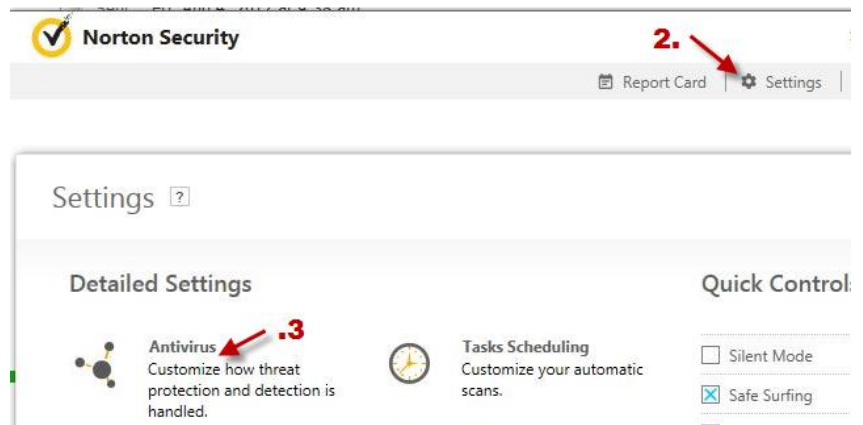 Norton Security
2.
Report Card
Settings
Settings ?
Detailed Settings
Quick Control
.3
Antivirus
Customize how threat
protection and detection is
handled.
Tasks Scheduling
Customize your automatic
scans.
Silent Mode
Safe Surfing